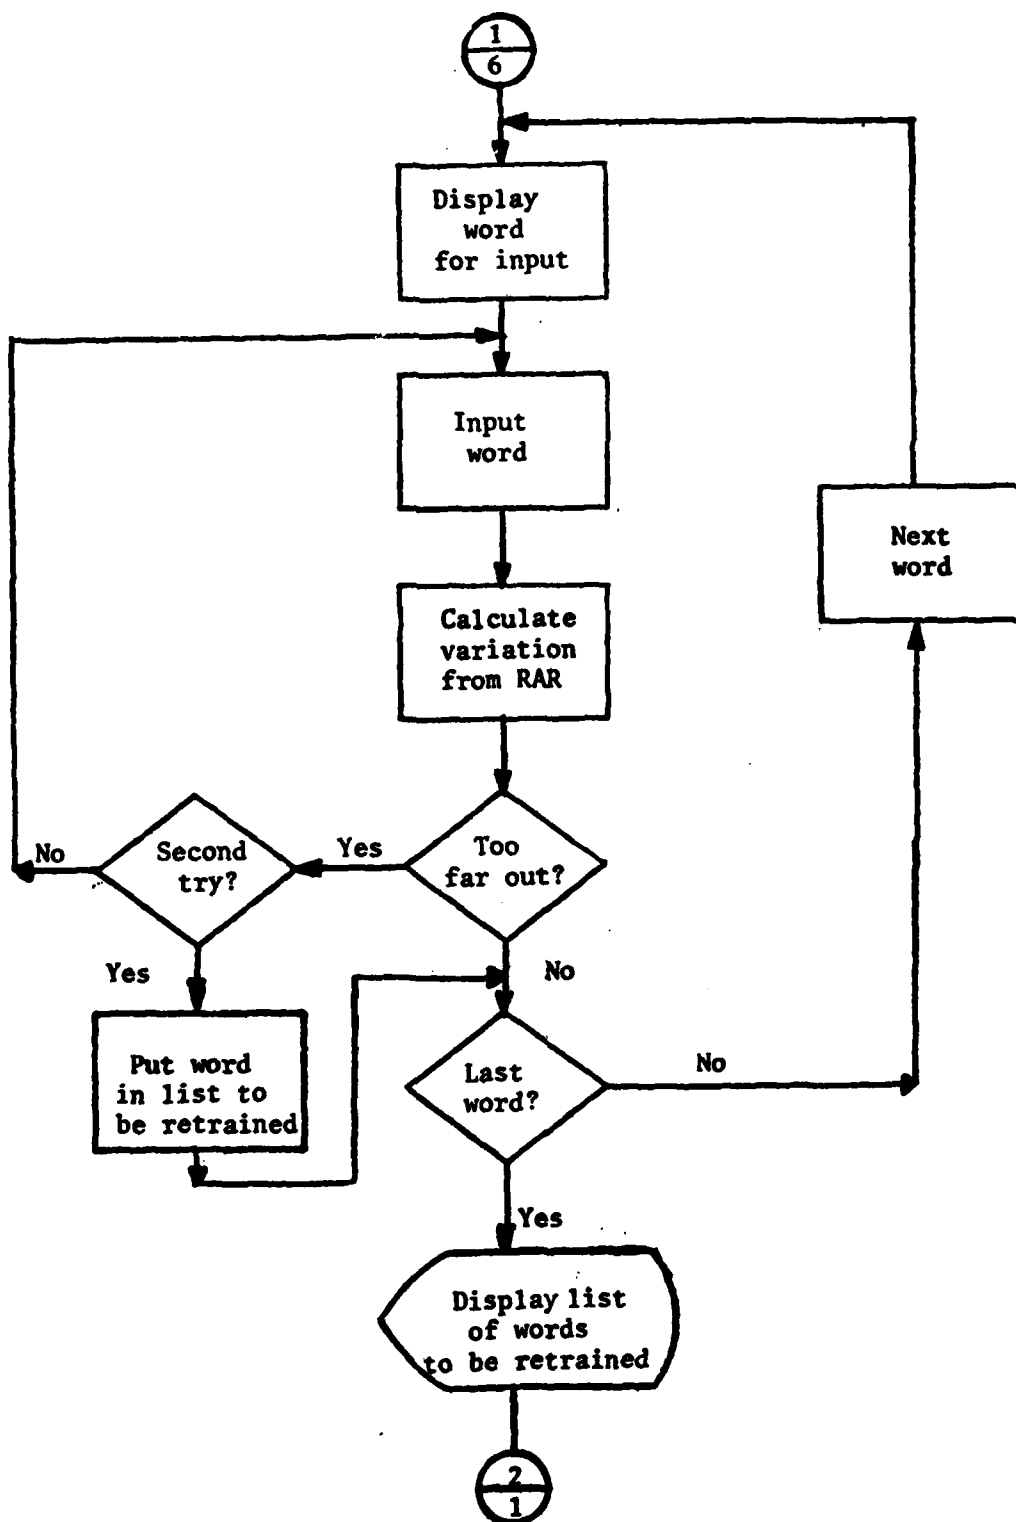 1
6
Display
word
for input
Input
word
Next
word
Calculate
variation
from RAR
Too
far out?
Yes
Second
try?
No
Yes
Put word
in list to
be retrained
No
Last
word?
No
Yes
Display list
of words
to be retrained
2
1